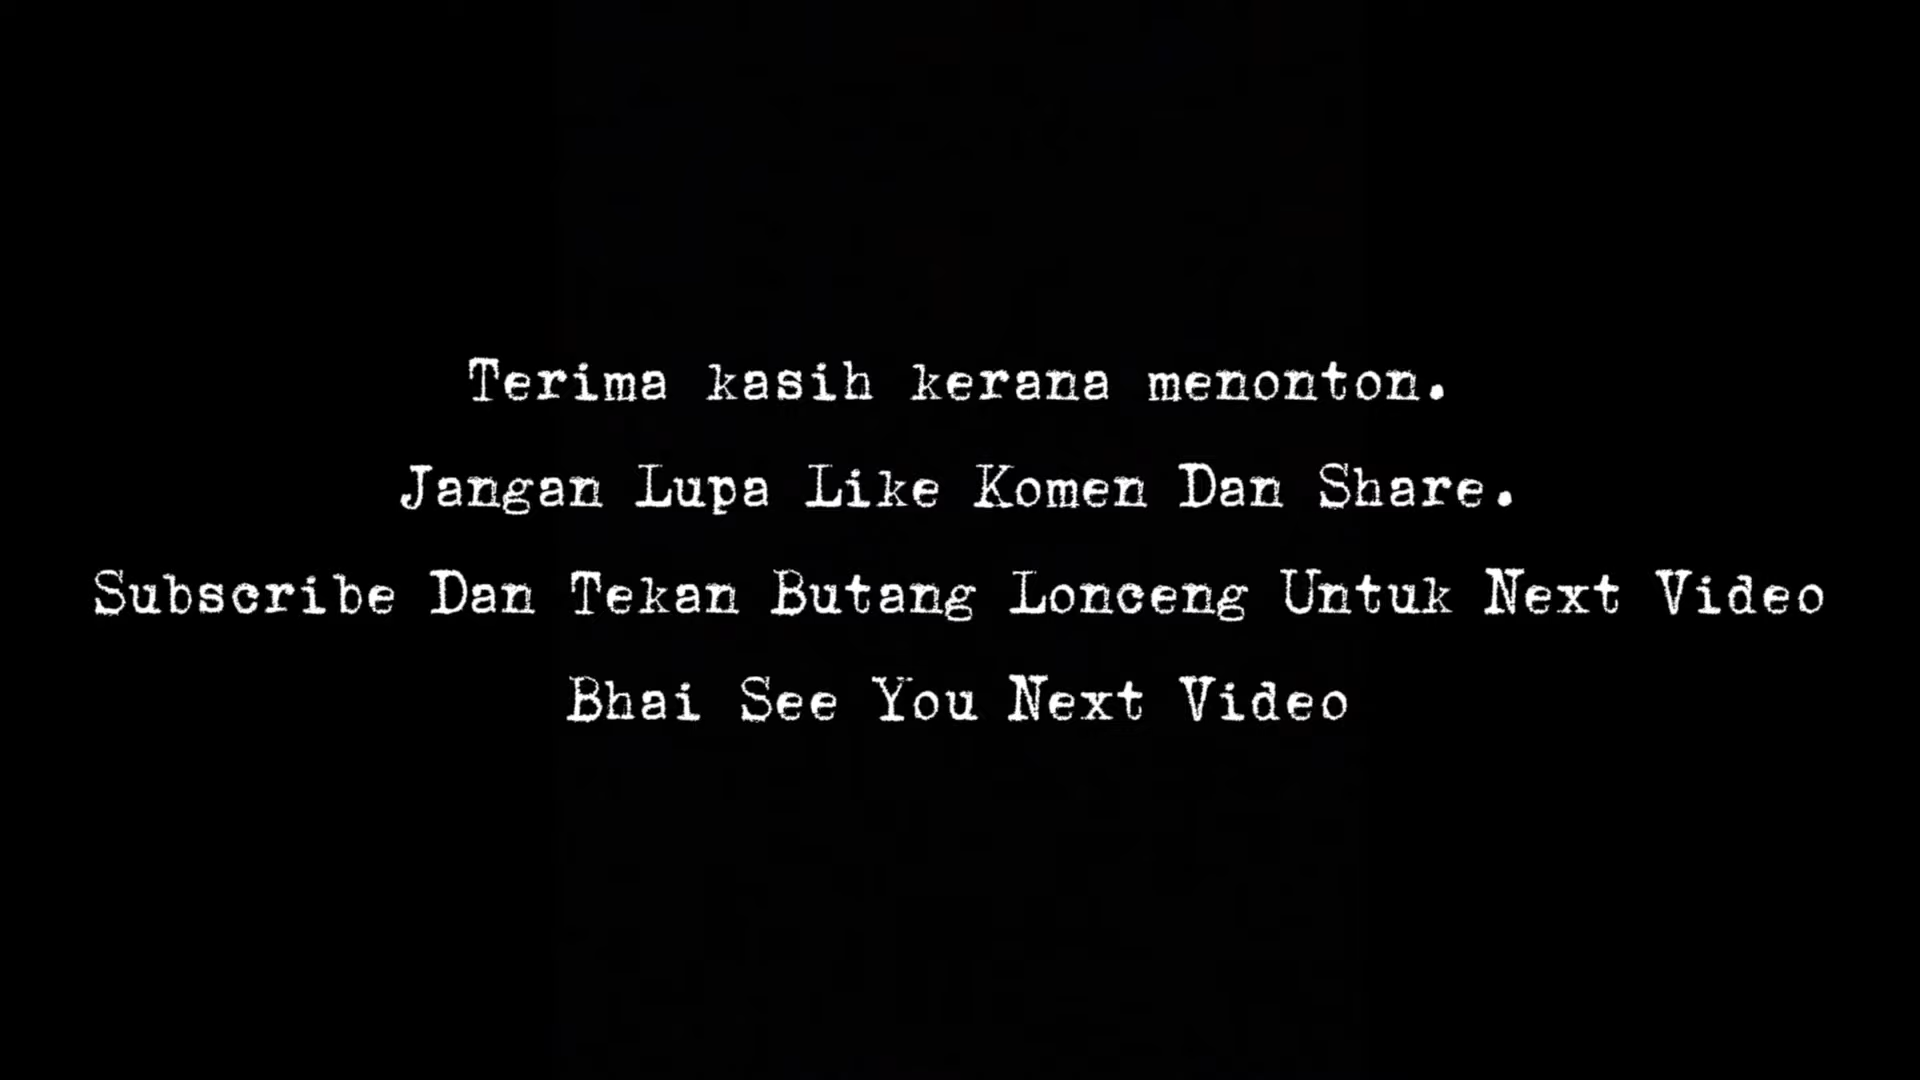 Terima kasih kerana menonton.
Jangan Lupa Like Komen Dan Share.
Subscribe Dan Tekan Butang Lonceng Untuk Next Video
Bhai See You Next Video